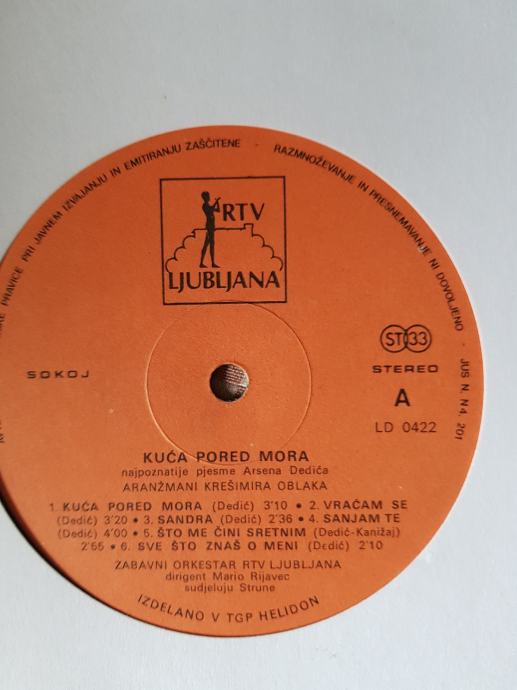 PRAVICE PRI JAVNEM IZVAJANJU IN EMITIRANJU ZAŠČITENE · RAZMNOŽEVANJE IN PRESNEMAVANJE NI DOVOLJENO · JUS N. N4. 201
RTV
LJUBLJANA
ST 33
SOKOJ
STEREO
A
LD 0422
KUĆA PORED MORA
najpoznatije pjesme Arsena Dedića
ARANŽMANI KREŠIMIRA OBLAKA
1. KUĆA PORED MORA (Dedić) 3'10 • 2. VRAĆAM SE
(Dedić) 3'20 • 3. SANDRA (Dedić) 2'36 • 4. SANJAM TE
(Dedić) 4'00 • 5. ŠTO ME ČINI SRETNIM (Dedić-Kanižaj)
2'55 • 6. SVE ŠTO ZNAŠ O MENI (Dedić) 2'10
ZABAVNI ORKESTAR RTV LJUBLJANA
dirigent Mario Rijavec
sudjeluju Strune
IZDELANO V TGP HELIDON